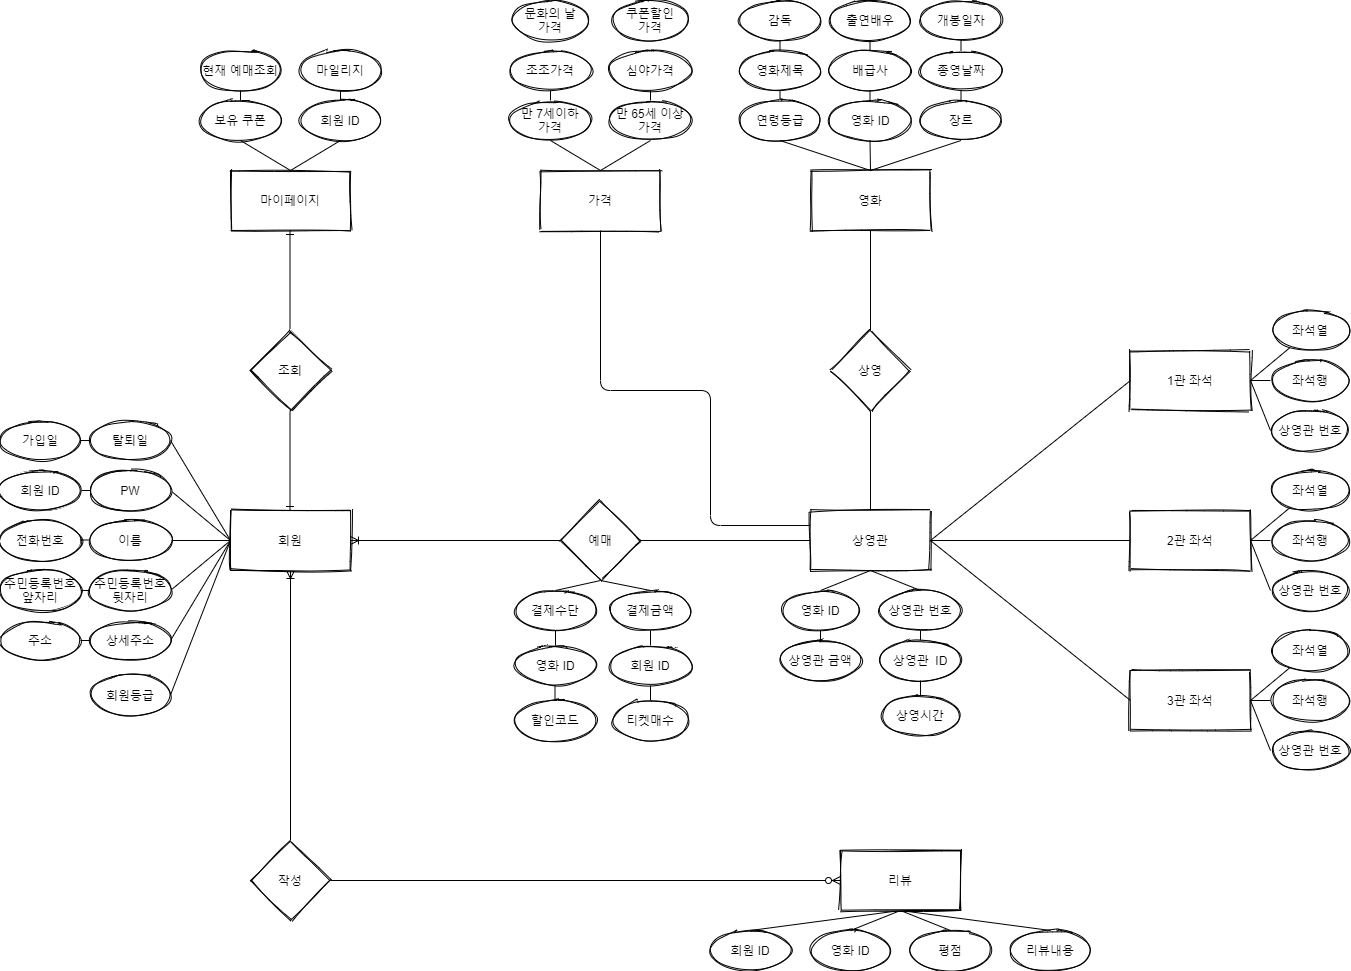 문화의 날
가격
쿠폰할인
가격
감독
출연배우
개봉일자
현재 예매조회
마일리지
조조가격
심야가격
영화제목
배급사
종영날짜
보유 쿠폰
회원 ID
만 7세이하
가격
만 65세 이상
가격
연령등급
영화 ID
장르
마이페이지
가격
영화
조회
상영
1관 좌석
좌석열
좌석행
상영관 번호
가입일
탈퇴일
회원 ID
PW
전화번호
이름
주민등록번호
앞자리
주민등록번호
뒷자리
주소
상세주소
회원등급
회원
예매
상영관
2관 좌석
좌석열
좌석행
상영관 번호
결제수단
결제금액
영화 ID
회원 ID
할인코드
티켓매수
영화 ID
상영관 번호
상영관 금액
상영관  ID
상영시간
3관 좌석
좌석열
좌석행
상영관 번호
작성
리뷰
회원 ID
영화 ID
평점
리뷰내용